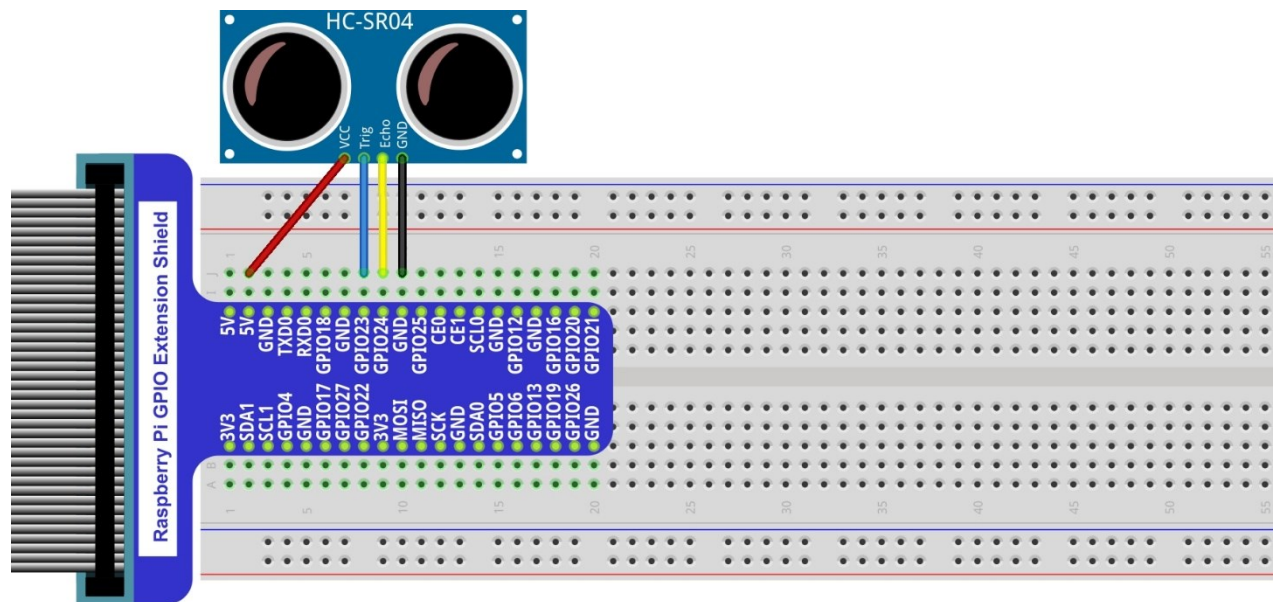 HC-SR04
VCC
Trig
Echo
GND
Raspberry Pi GPIO Extension Shield
1
5
10
15
20
25
30
35
40
45
50
55
J
I
5V
5V
GND
TXD0
RXD0
GPIO18
GND
GPIO23
GPIO24
GND
GPIO25
CE0
CE1
SCL0
GND
GPIO12
GND
GPIO16
GPIO20
GPIO21
3V3
SDA1
SCL1
GPIO4
GND
GPIO17
GPIO27
GPIO22
3V3
MOSI
MISO
SCK
GND
SDA0
GPIO5
GPIO6
GPIO13
GPIO19
GPIO26
GND
B
A
1
5
10
15
20
25
30
35
40
45
50
55